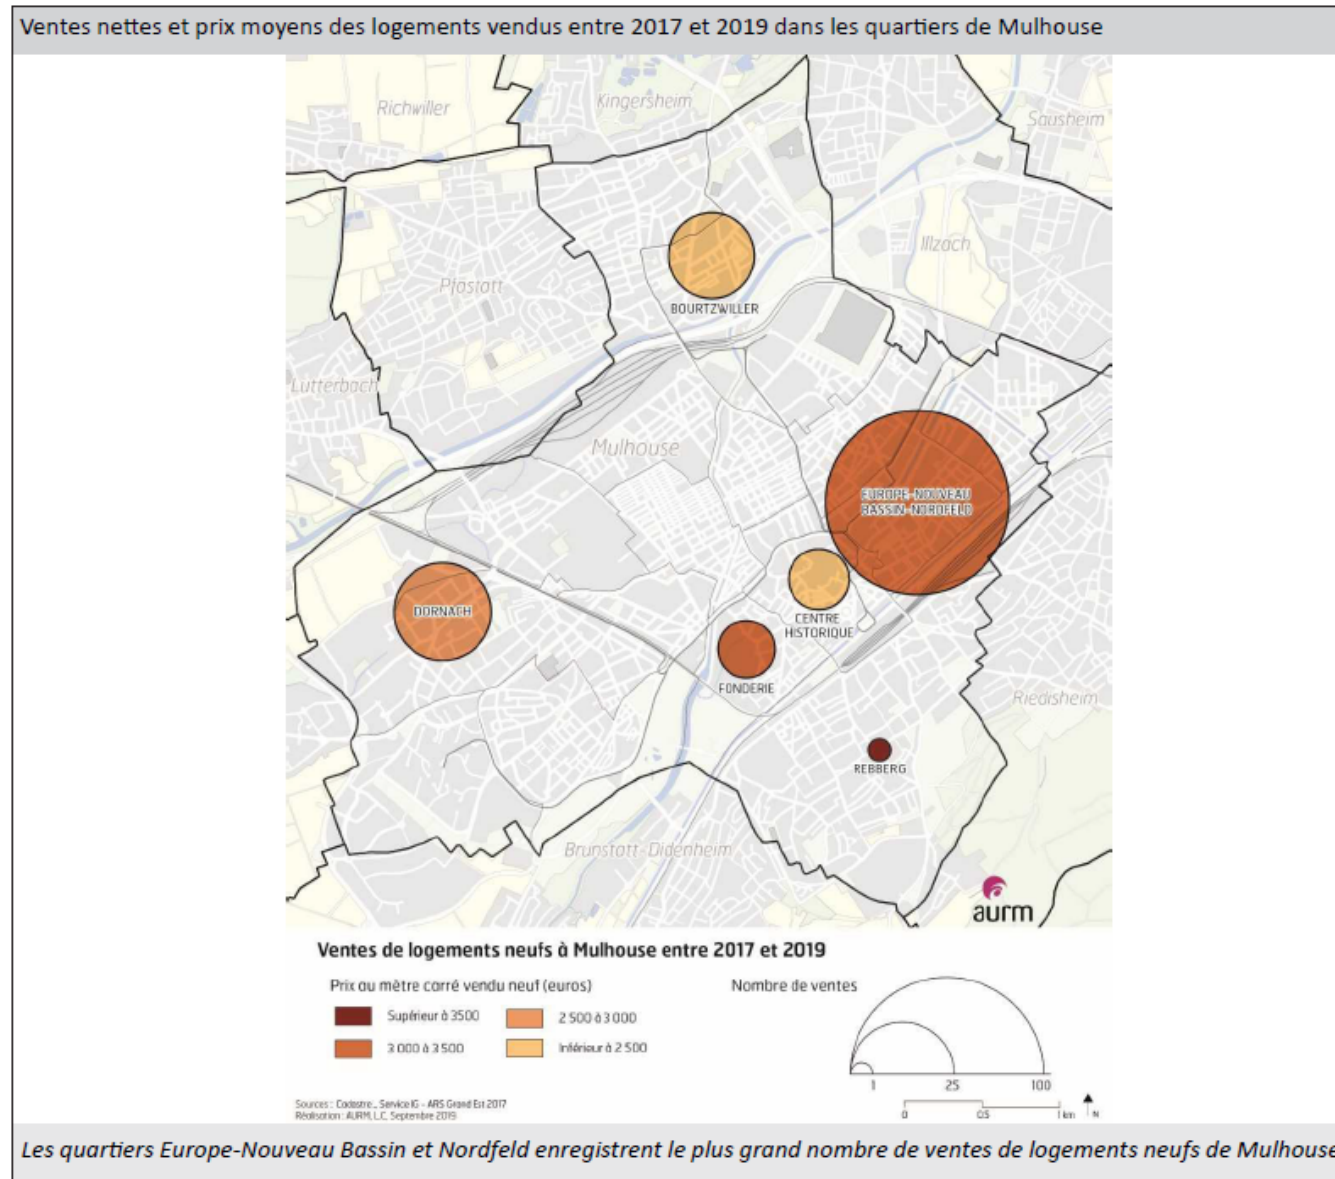 Ventes nettes et prix moyens des logements vendus entre 2017 et 2019 dans les quartiers de Mulhouse
Richwiller
Kingersheim
Sausheim
Illzach
Pfastatt
BOURTZWILLER
Lutterbach
Mulhouse
EUROPE-NOUVEAU
BASSIN-NORDFELD
DORNACH
CENTRE
HISTORIQUE
FONDERIE
Riedisheim
REBBERG
Brunstatt-Didenheim
aurm
Ventes de logements neufs à Mulhouse entre 2017 et 2019
Prix au mètre carré vendu neuf (euros)
Supérieur à 3500
2 500 à 3 000
3 000 à 3 500
Inférieur à 2 500
Nombre de ventes
1 25 100
0 0.5 1 km N
Sources : Cadastre_ Service IG - ARS Grand Est 2017
Réalisation : AURM, L.C, Septembre 2019
Les quartiers Europe-Nouveau Bassin et Nordfeld enregistrent le plus grand nombre de ventes de logements neufs de Mulhouse